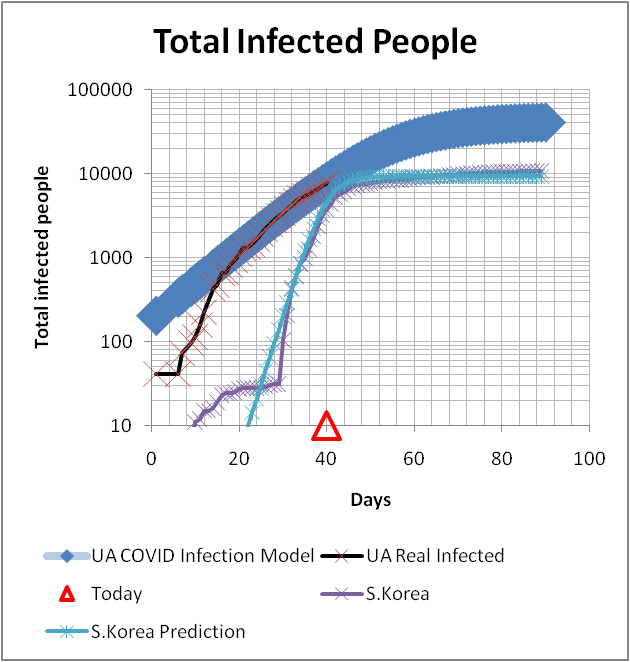 Total Infected People
100000
10000
1000
100
10
Total infected people
0 20 40 60 80 100
Days
UA COVID Infection Model UA Real Infected
Today S.Korea
S.Korea Prediction